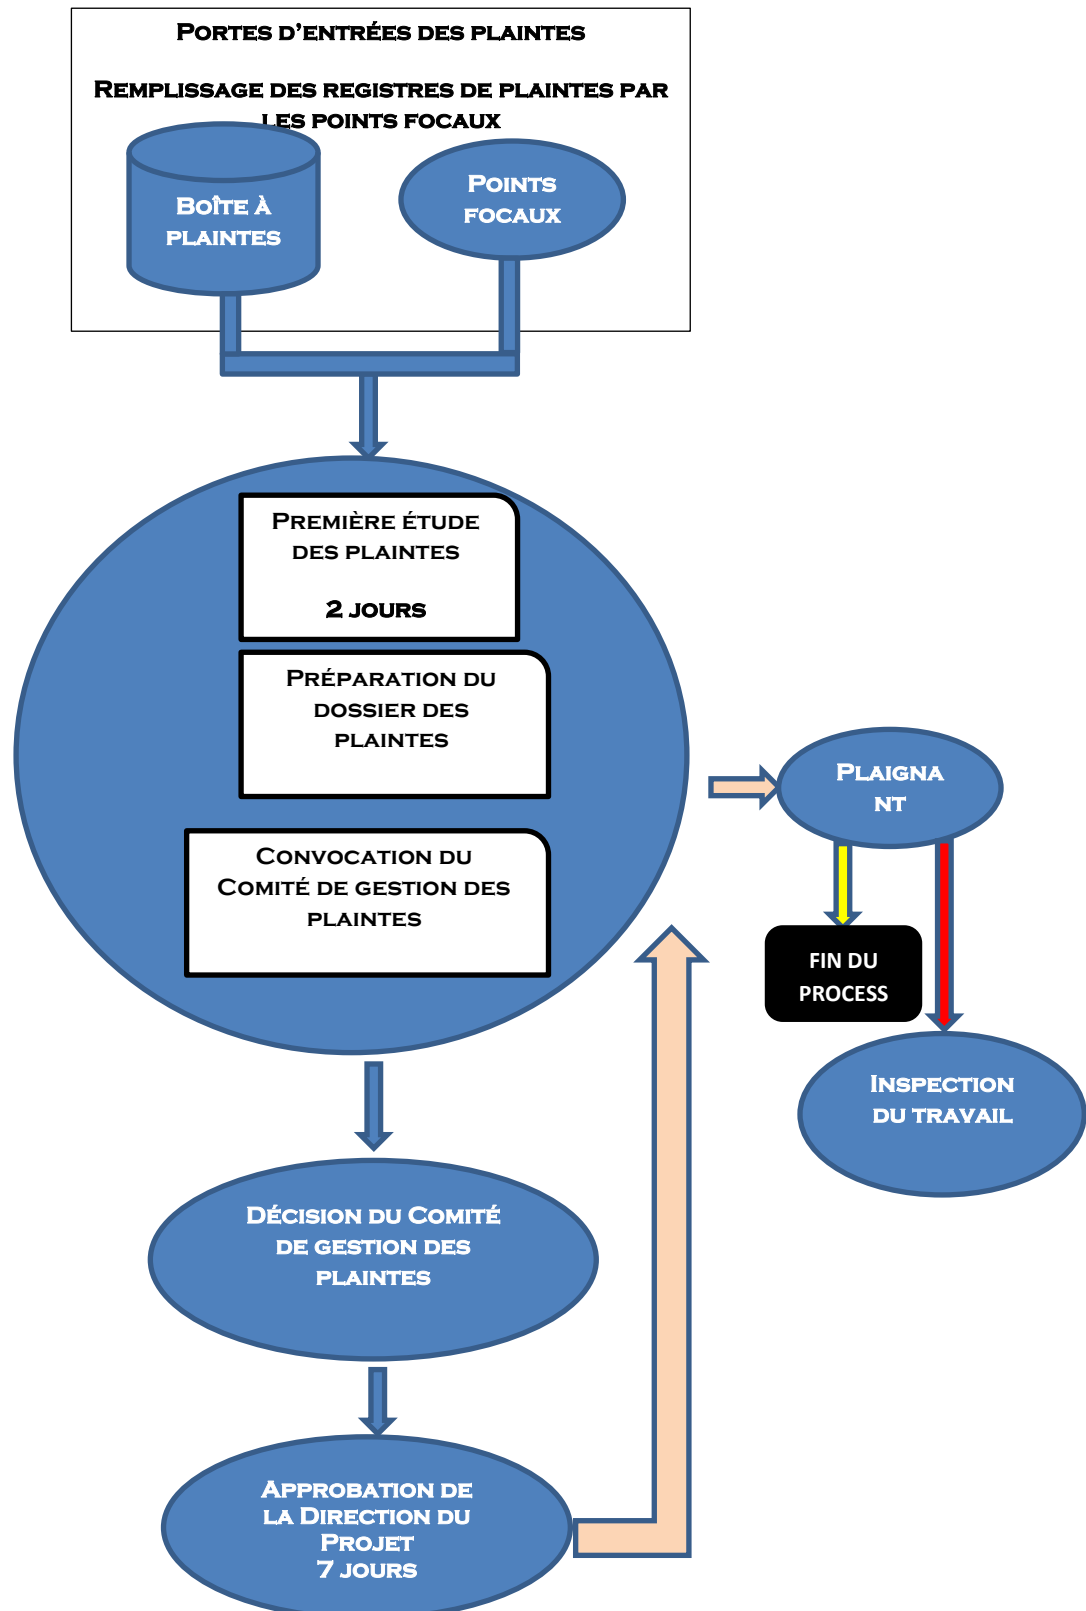 PORTES D'ENTRÉES DES PLAINTES
REMPLISSAGE DES REGISTRES DE PLAINTES PAR
LES POINTS FOCAUX
BOÎTE À
PLAINTES
POINTS
FOCAUX
PREMIÈRE ÉTUDE
DES PLAINTES
2 JOURS
PRÉPARATION DU
DOSSIER DES
PLAINTES
CONVOCATION DU
COMITÉ DE GESTION DES
PLAINTES
PLAIGNA
NT
FIN DU
PROCESS
INSPECTION
DU TRAVAIL
DÉCISION DU COMITÉ
DE GESTION DES
PLAINTES
APPROBATION DE
LA DIRECTION DU
PROJET
7 JOURS